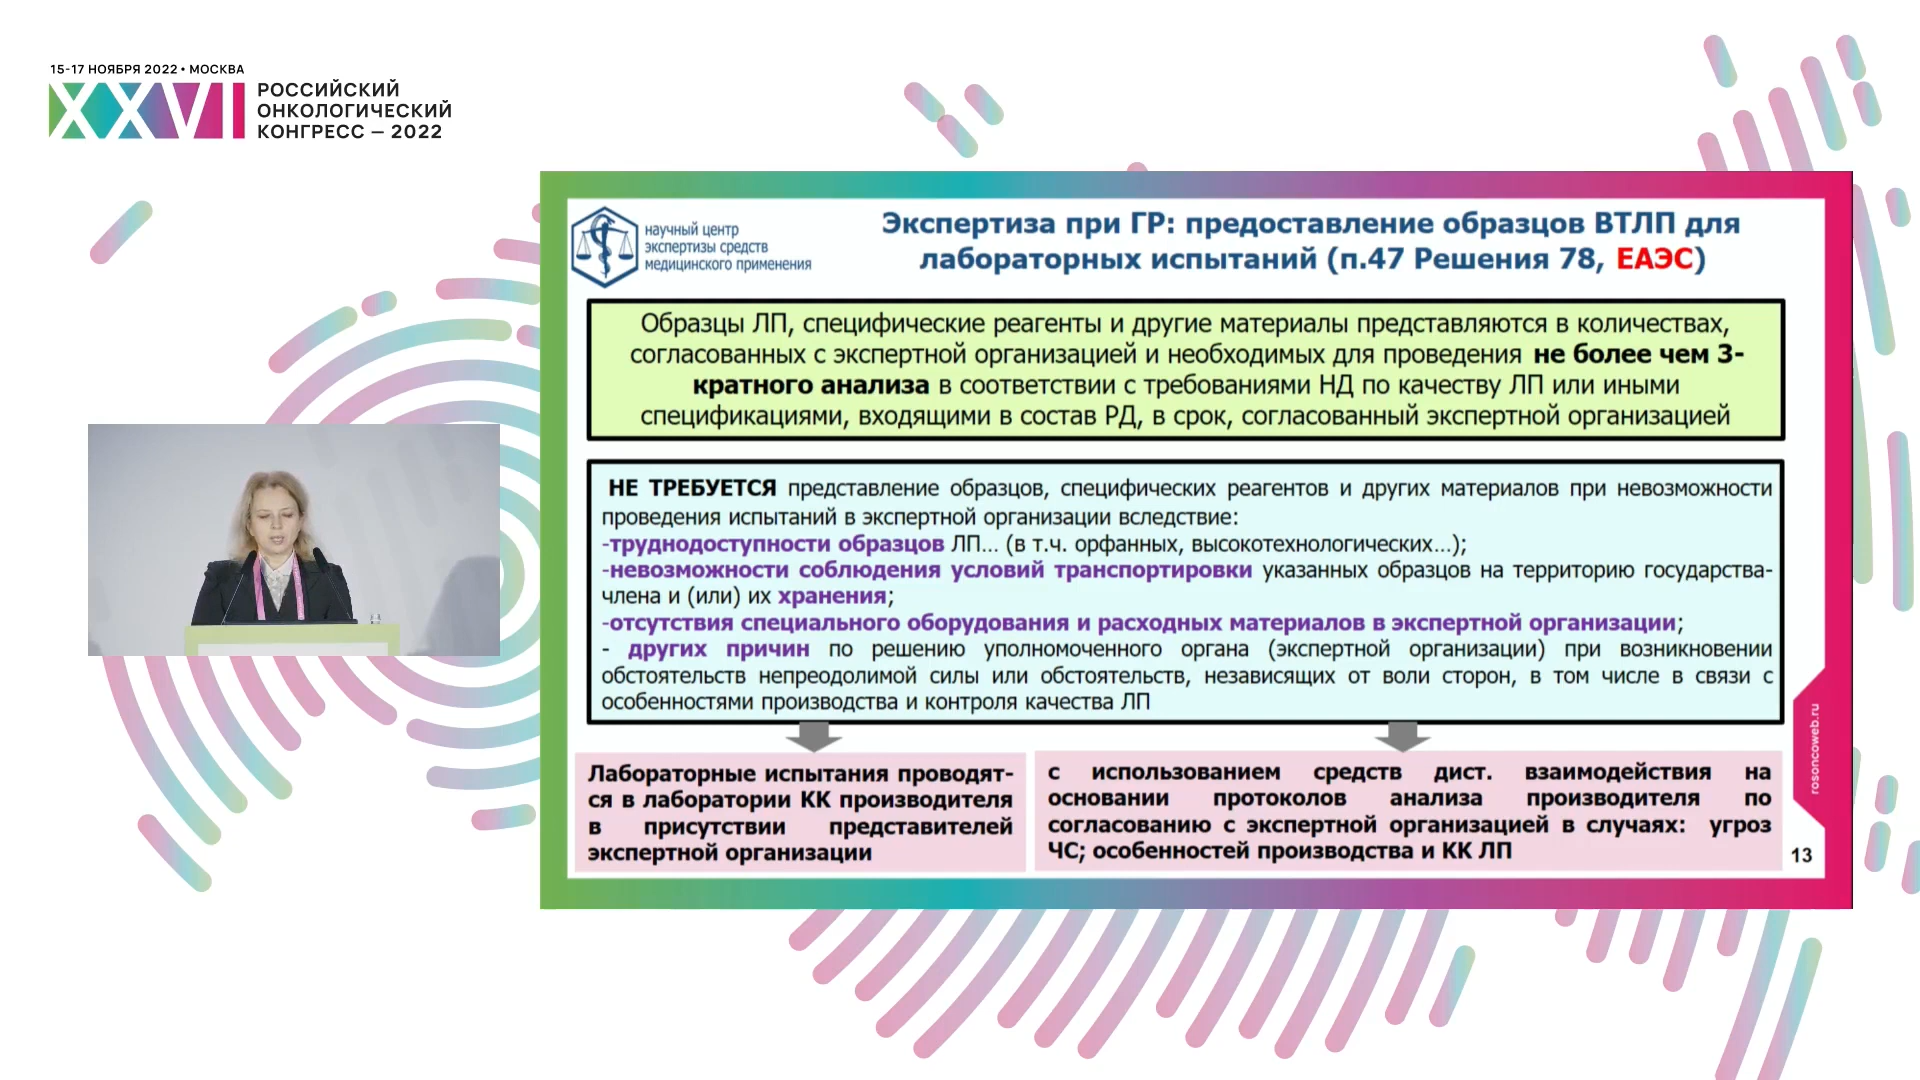 15-17 НОЯБРЯ 2022 • МОСКВА
XXVI
РОССИЙСКИЙ
ОНКОЛОГИЧЕСКИЙ
КОНГРЕСС – 2022
научный центр
экспертизы средств
медицинского применения
Экспертиза при ГР: предоставление образцов ВТЛП для
лабораторных испытаний (п.47 Решения 78, ЕАЭС)
Образцы ЛП, специфические реагенты и другие материалы представляются в количествах,
согласованных с экспертной организацией и необходимых для проведения не более чем 3-
кратного анализа в соответствии с требованиями НД по качеству ЛП или иными
спецификациями, входящими в состав РД, в срок, согласованный экспертной организацией
НЕ ТРЕБУЕТСЯ представление образцов, специфических реагентов и других материалов при невозможности
проведения испытаний в экспертной организации вследствие:
-труднодоступности образцов ЛП... (в т.ч. орфанных, высокотехнологических...);
-невозможности соблюдения условий транспортировки указанных образцов на территорию государства-
члена и (или) их хранения;
-отсутствия специального оборудования и расходных материалов в экспертной организации;
- других причин по решению уполномоченного органа (экспертной организации) при возникновении
обстоятельств непреодолимой силы или обстоятельств, независящих от воли сторон, в том числе в связи с
особенностями производства и контроля качества ЛП
Лабораторные испытания проводят-
ся в лаборатории КК производителя
в присутствии представителей
экспертной организации
с использованием средств дист. взаимодействия на
основании протоколов анализа производителя по
согласованию с экспертной организацией в случаях: угроз
ЧС; особенностей производства и КК ЛП
rosoncoweb.ru
13